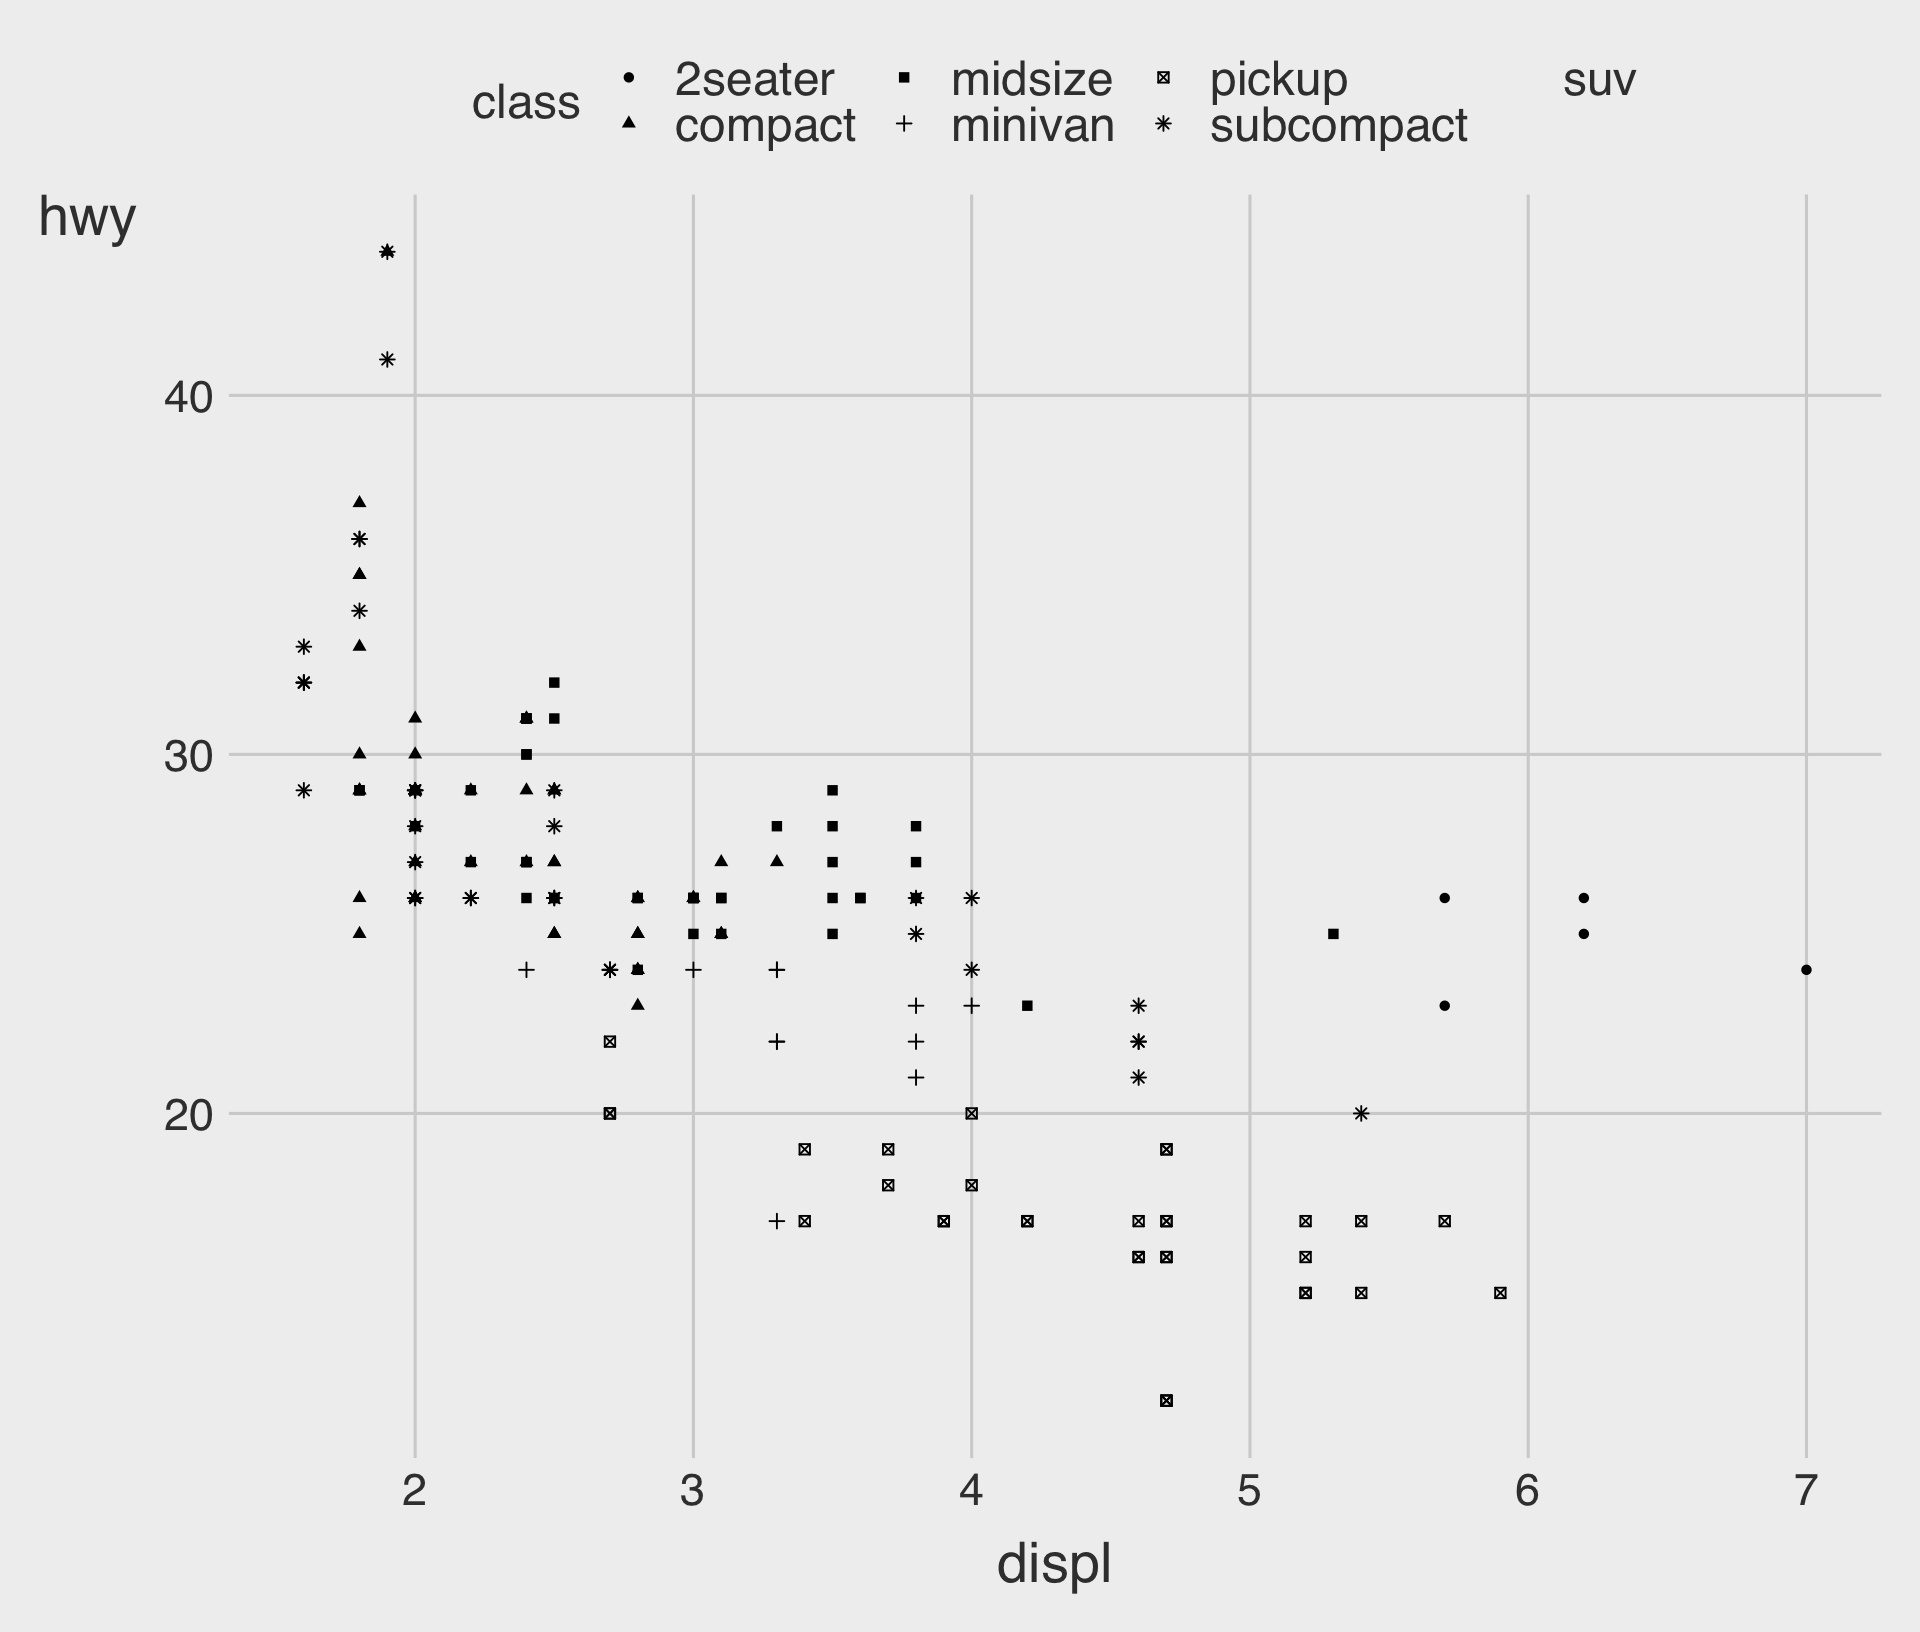 class
2seater midsize pickup suv
compact minivan subcompact
hwy
40
30
20
2 3 4 5 6 7
displ